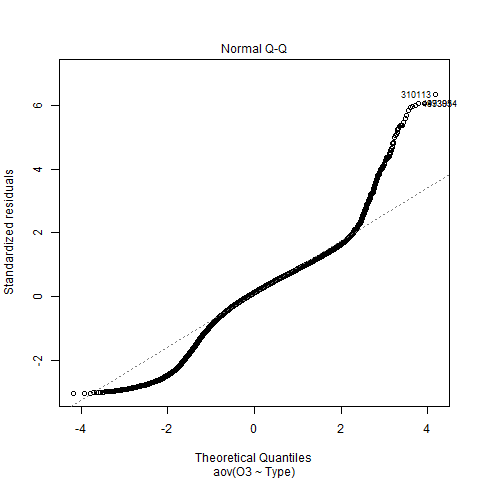 Normal Q-Q
Standardized residuals
6
4
2
0
-2
310113
-4
-2
0
2
4
Theoretical Quantiles
aov(O3 ~ Type)